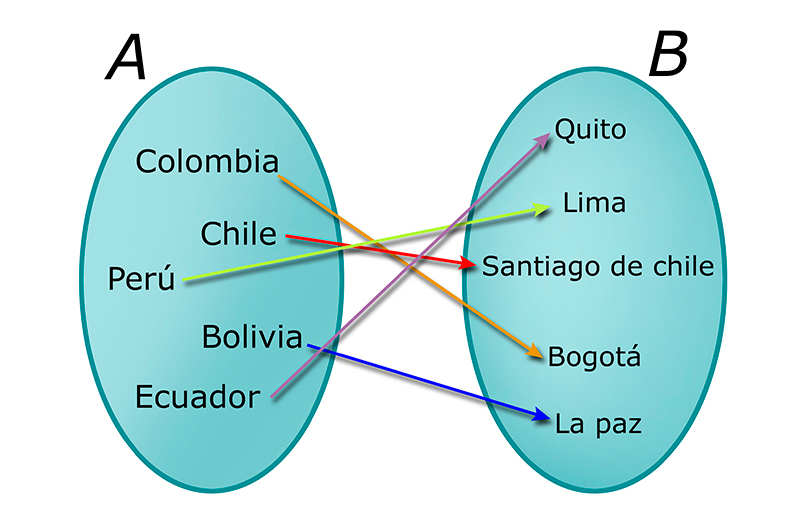 A
Colombia
Chile
Perú
Bolivia
Ecuador
B
Quito
Lima
Santiago de chile
Bogotá
La paz